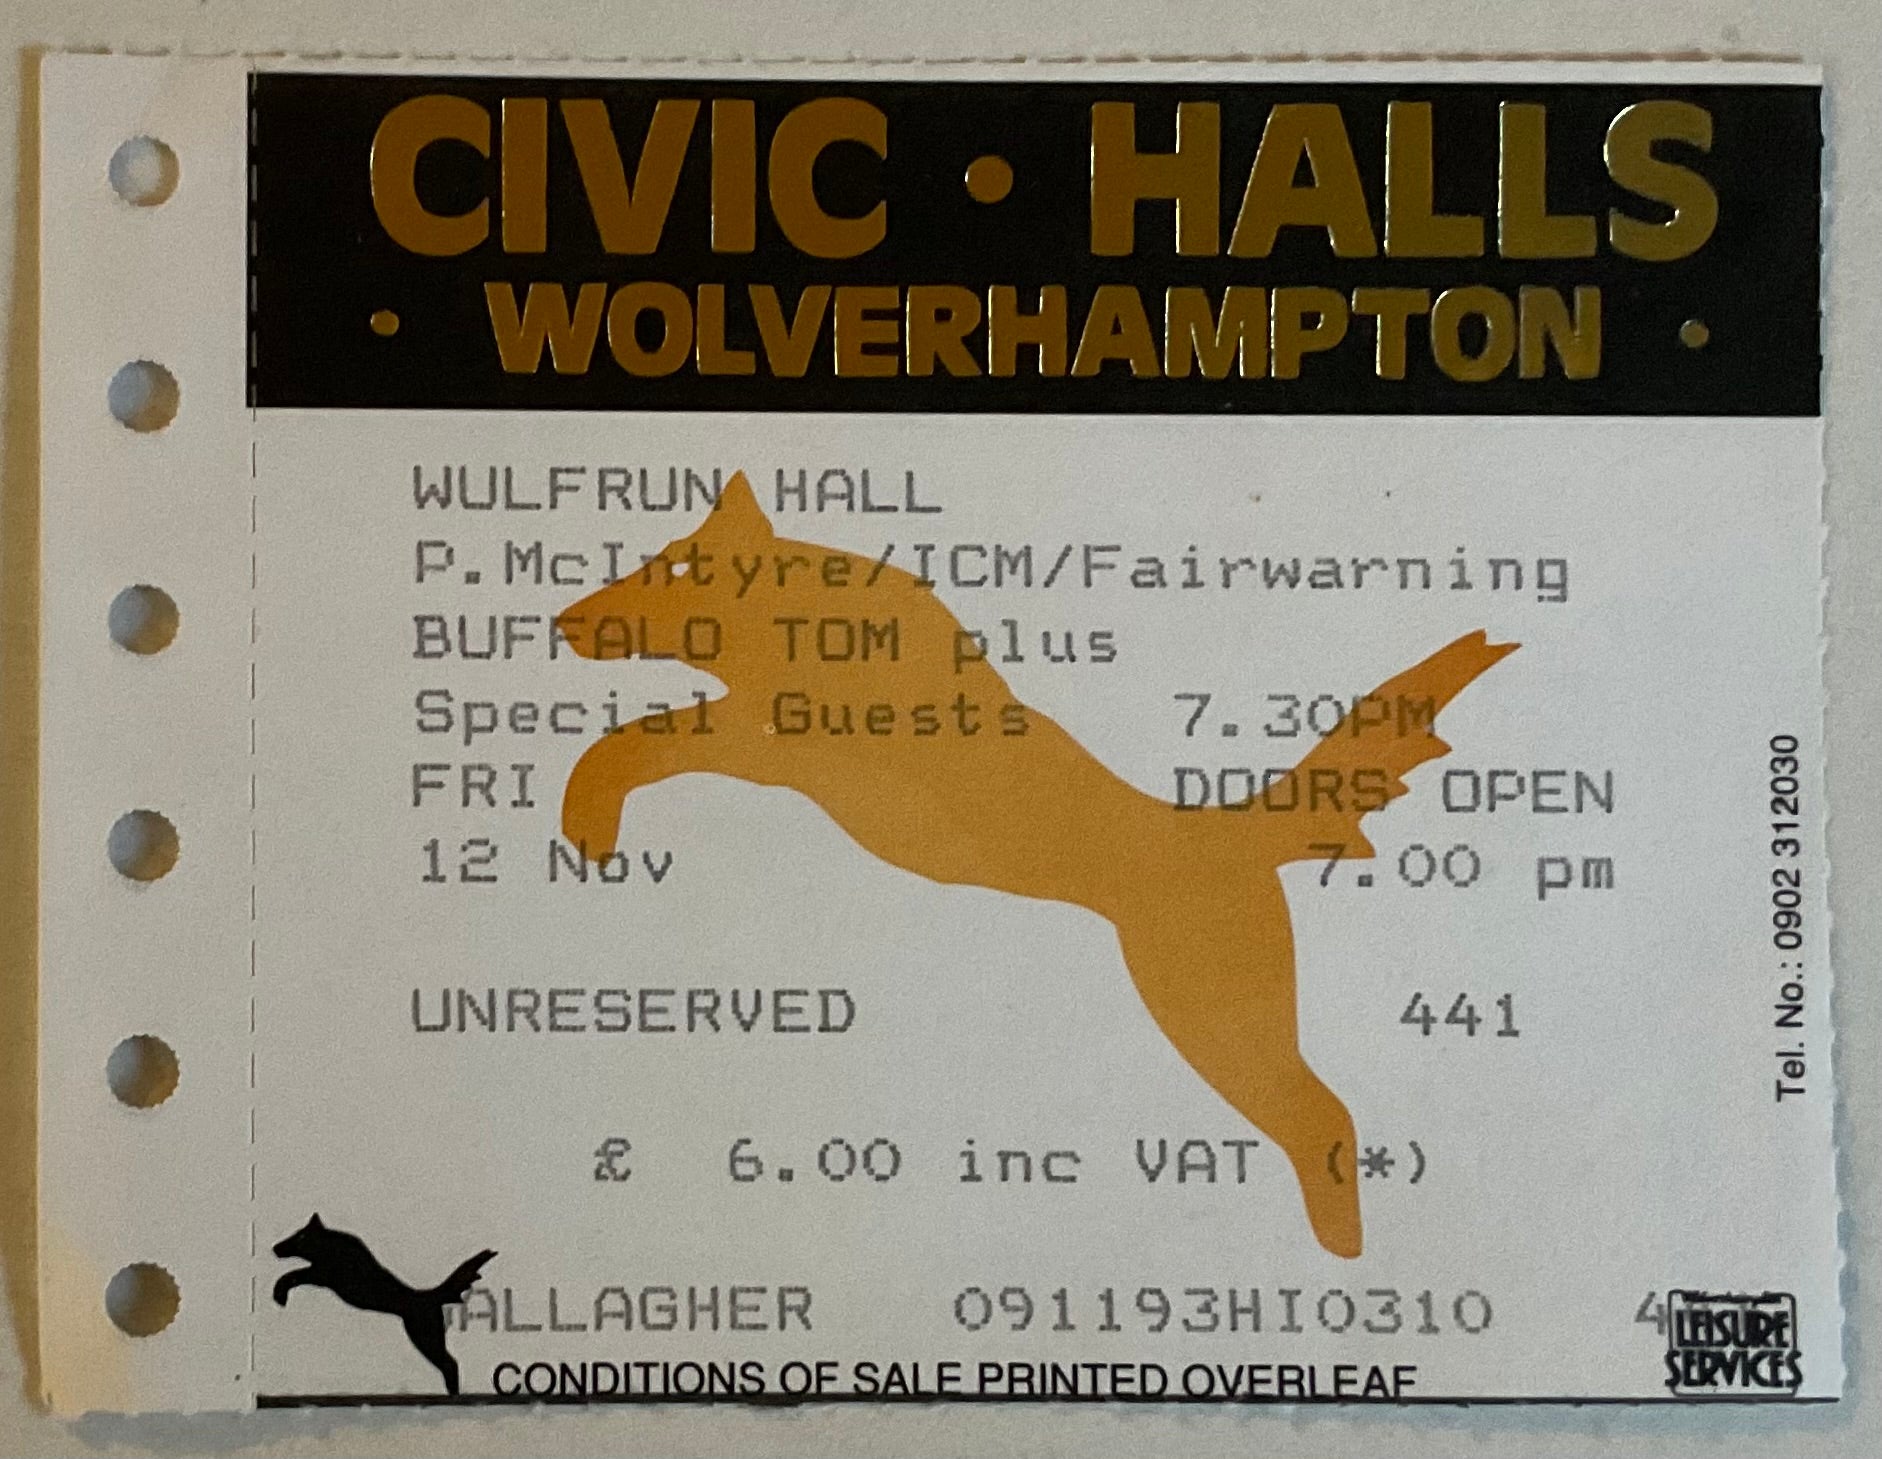 CIVIC · HALLS
· WOLVERHAMPTON ·
WULFRUN HALL
P.McIntyre/ICM/Fairwarning
BUFFALO TOM plus
Special Guests 7.30PM
FRI DOORS OPEN
12 Nov 7.00 pm
UNRESERVED 441
£ 6.00 inc VAT (*)
GALLAGHER 091193HI0310 4
CONDITIONS OF SALE PRINTED OVERLEAF
LEISURE
SERVICES
Tel. No.: 0902 312030